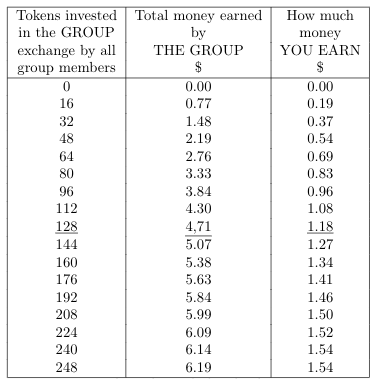 Tokens invested Total money earned How much
in the GROUP by money
exchange by all THE GROUP YOU EARN
group members $ $
0 0.00 0.00
16 0.77 0.19
32 1.48 0.37
48 2.19 0.54
64 2.76 0.69
80 3.33 0.83
96 3.84 0.96
112 4.30 1.08
128 4,71 1.18
144 5.07 1.27
160 5.38 1.34
176 5.63 1.41
192 5.84 1.46
208 5.99 1.50
224 6.09 1.52
240 6.14 1.54
248 6.19 1.54